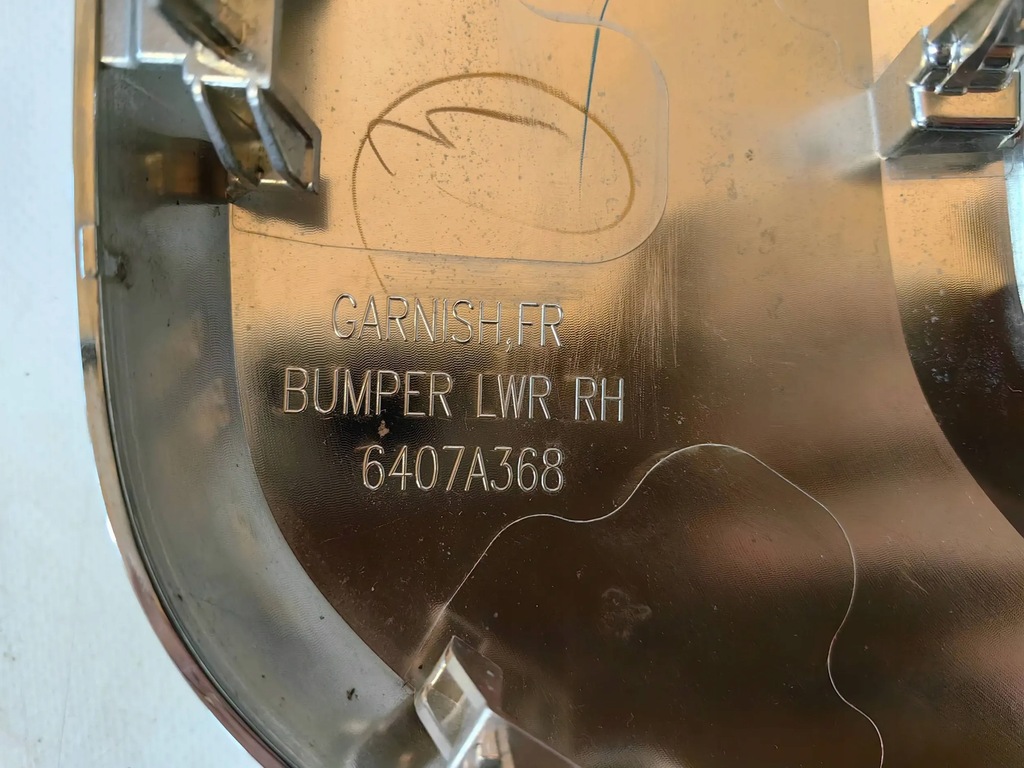 GARNISH,FR
BUMPER LWR RH
6407A368